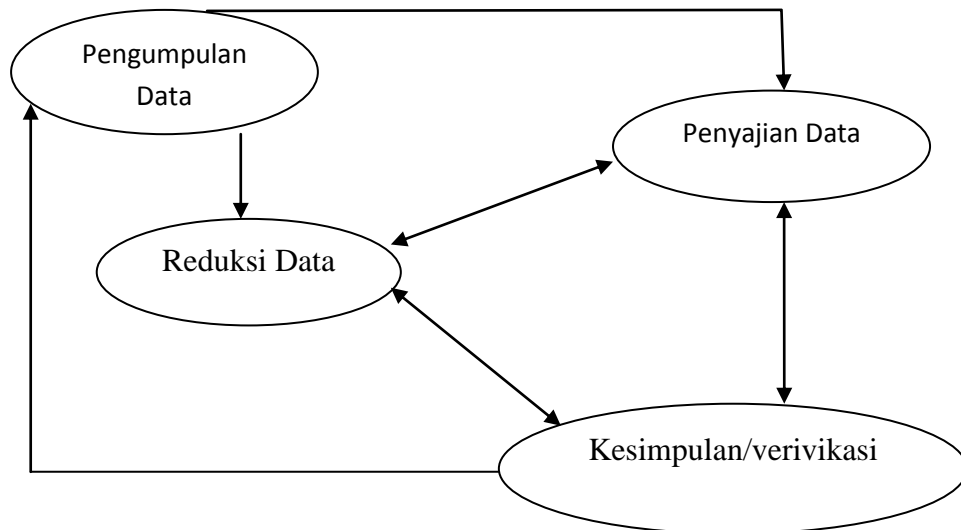 Pengumpulan
Data
Penyajian Data
Reduksi Data
Kesimpulan/verivikasi